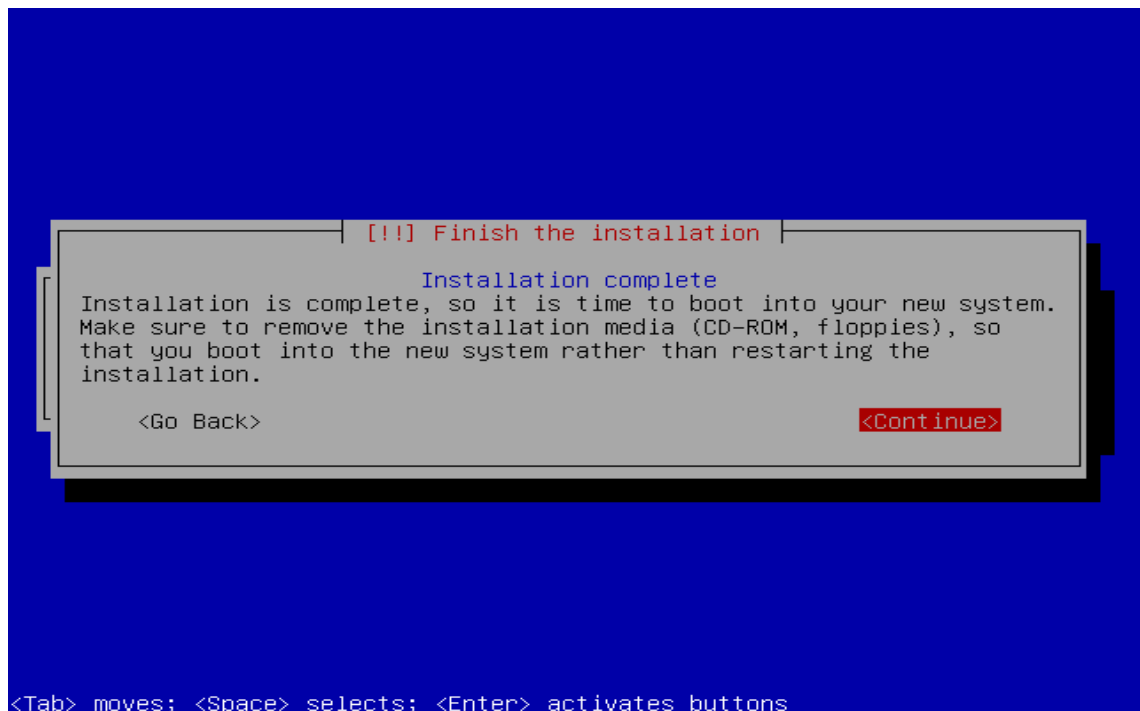 [!!] Finish the installation
Installation complete
Installation is complete, so it is time to boot into your new system.
Make sure to remove the installation media (CD-ROM, floppies), so
that you boot into the new system rather than restarting the
installation.
<Go Back> <Continue>
<Tab> moves; <Space> selects; <Enter> activates buttons